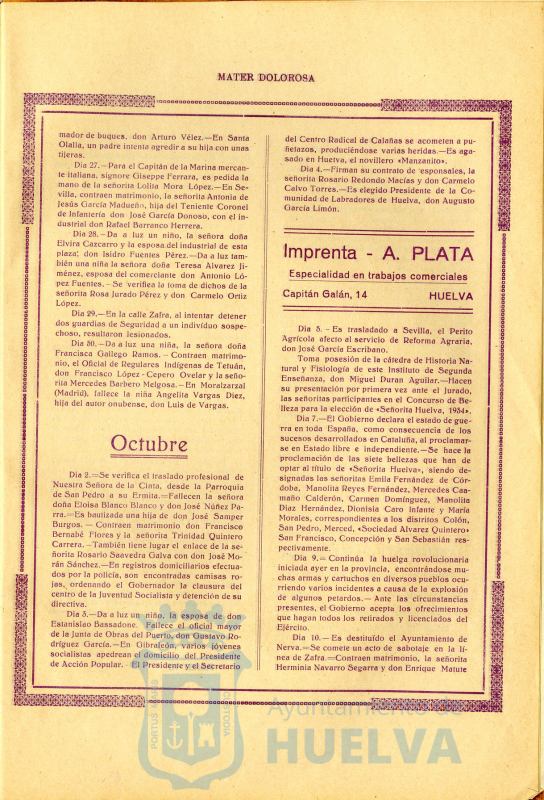 MATER DOLOROSA
mador de buques, don Arturo Vélez.—En Santa
Olalla, un padre intenta agredir a su hija con unas
tijeras.
Día 27.—Para el Capitán de la Marina mercan-
te italiana, signore Giseppe Ferrara, es pedida la
mano de la señorita Lolita Mora López.—En Se-
villa, contraen matrimonio, la señorita Antonia de
Jesús García Madueño, hija del Teniente Coronel
de Infantería don José García Donoso, con el in-
dustrial don Rafael Barranco Herrera.
Día 28.—Da a luz un niño, la señora doña
Elvira Cazcarro y la esposa del industrial de esta
plaza, don Isidro Fuentes Pérez.—Da a luz tam-
bién una niña la señora doña Teresa Alvarez Ji-
ménez, esposa del comerciante don Antonio Ló-
pez Fuentes.—Se verifica la toma de dichos de la
señorita Rosa Jurado Pérez y don Carmelo Ortiz
López.
Día 29.—En la calle Zafra, al intentar detener
dos guardias de Seguridad a un individuo sospe-
choso, resultaron lesionados.
Día 30.—Da a luz una niña, la señora doña
Francisca Gallego Ramos.—Contraen matrimo-
nio, el Oficial de Regulares Indígenas de Tetuán,
don Francisco López-Cepero Ovelar y la seño-
rita Mercedes Barbero Melgosa.—En Moralzarzal
(Madrid), fallece la niña Angelita Vargas Díez,
hija del autor onubense, don Luis de Vargas.
Octubre
Día 2.—Se verifica el traslado profesional de
Nuestra Señora de la Cinta, desde la Parroquia
de San Pedro a su Ermita.—Fallecen la señora
doña Eloisa Blanco Blanco y don José Núñez Pa-
rra.—Es bautizada una hija de don José Samper
Burgos.—Contraen matrimonio don Francisco
Bernabé Flores y la señorita Trinidad Quintero
Carrera.—También tiene lugar el enlace de la se-
ñorita Rosario Saavedra Galva con don José Mo-
rán Sánchez.—En registros domiciliarios efectua-
dos por la policía, son encontradas camisas ro-
jas, ordenando el Gobernador la clausura del
centro de la Juventud Socialista y detención de su
directiva.
Día 3.—Da a luz un niño, la esposa de don
Estanislao Bassadone. Fallece el oficial mayor
de la Junta de Obras del Puerto, don Gustavo Ro-
dríguez García.—En Gibraleón, varios jóvenes
socialistas apedrean el domicilio del Presidente
de Acción Popular.—El Presidente y el Secretario
del Centro Radical de Calañas se acometen a pu-
ñetazos, produciéndose varias heridas.—Es aga-
sado en Huelva, el novillero «Manzanito».
Día 4.—Firman su contrato de esponsales, la
señorita Rosario Redondo Macías y don Carmelo
Calvo Torres.—Es elegido Presidente de la Co-
munidad de Labradores de Huelva, don Augusto
García Limón.
Imprenta - A. PLATA
Especialidad en trabajos comerciales
Capitán Galán, 14 HUELVA
Día 5.—Es trasladado a Sevilla, el Perito
Agrícola afecto al servicio de Reforma Agraria,
don José García Escribano.
Toma posesión de la cátedra de Historia Na-
tural y Fisiología de este Instituto de Segunda
Enseñanza, don Miguel Duran Aguilar.—Hacen
su presentación por primera vez ante el Jurado,
las señoritas participantes en el Concurso de Be-
lleza para la elección de «Señorita Huelva, 1934».
Día 7.—El Gobierno declara el estado de gue-
rra en toda España, como consecuencia de los
sucesos desarrollados en Cataluña, al proclamar-
se en Estado libre e independiente.—Se hace la
proclamación de las siete bellezas que han de
optar al título de «Señorita Huelva», siendo de-
signadas las señoritas Emilia Fernández de Cór-
doba, Manolita Reyes Fernández, Mercedes Caa-
maño Calderón, Carmen Domínguez, Manolita
Díaz Hernández, Dionisia Caro Infante y María
Morales, correspondientes a los distritos Colón,
San Pedro, Merced, «Sociedad Alvarez Quintero»
San Francisco, Concepción y San Sebastián res-
pectivamente.
Día 9.—Continúa la huelga revolucionaria
iniciada ayer en la provincia, encontrándose mu-
chas armas y cartuchos en diversos pueblos ocu-
rriendo varios incidentes a causa de la explosión
de algunos petardos.—Ante las circunstancias
presentes, el Gobierno acepta los ofrecimientos
que hagan todos los retirados y licenciados del
Ejército.
Día 10.—Es destituído el Ayuntamiento de
Nerva.—Se comete un acto de sabotaje en la lí-
nea de Zafra.—Contraen matrimonio, la señorita
Herminia Navarro Segarra y don Enrique Matute
Ayuntamiento de
HUELVA